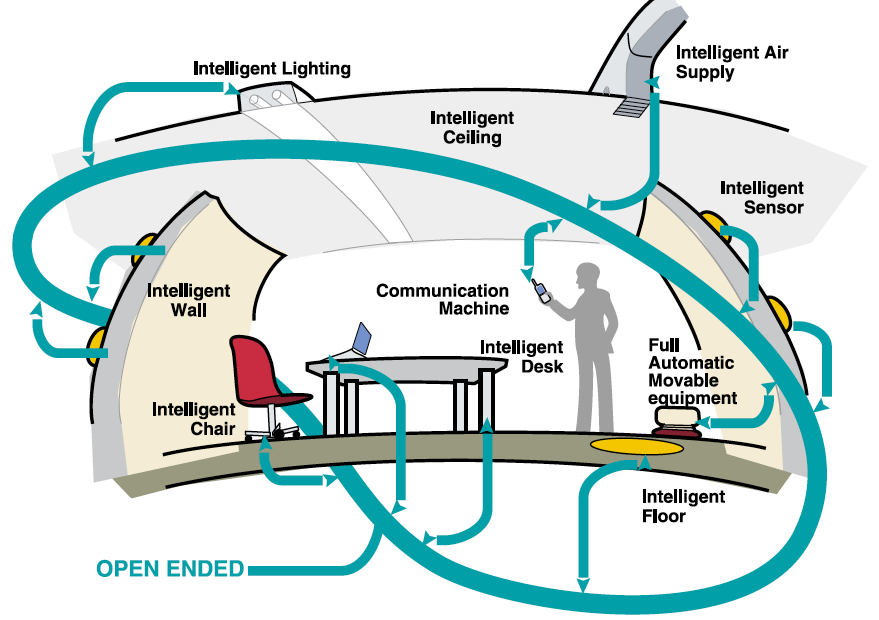 Intelligent Lighting
Intelligent Air
Supply
Intelligent
Ceiling
Intelligent
Sensor
Intelligent
Wall
Communication
Machine
Intelligent
Desk
Full
Automatic
Movable
equipment
Intelligent
Chair
Intelligent
Floor
OPEN ENDED